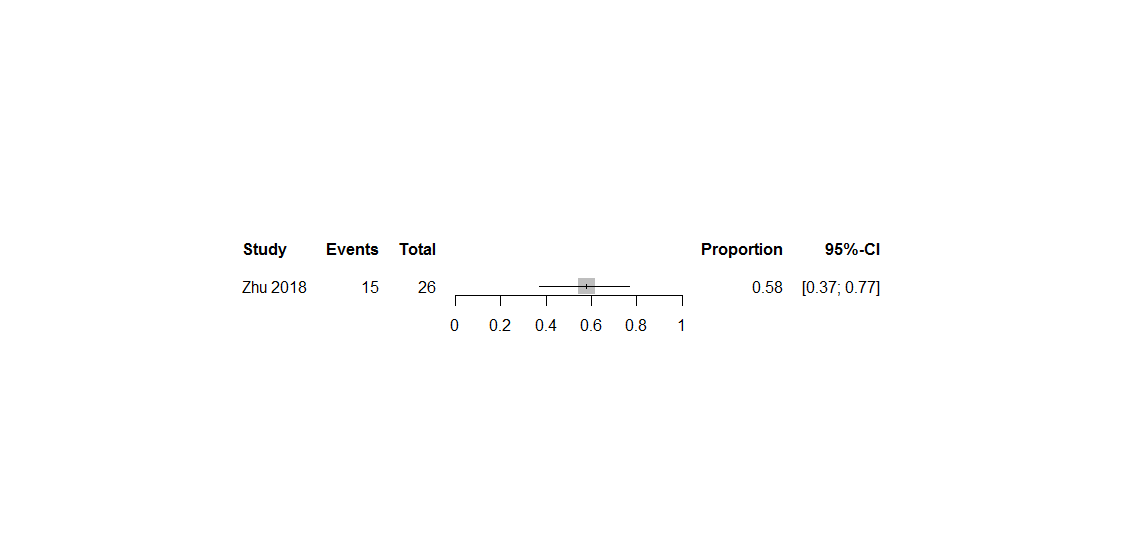 Study Events Total Proportion 95%-CI
Zhu 2018 15 26 0.58 [0.37; 0.77]
0 0.2 0.4 0.6 0.8 1